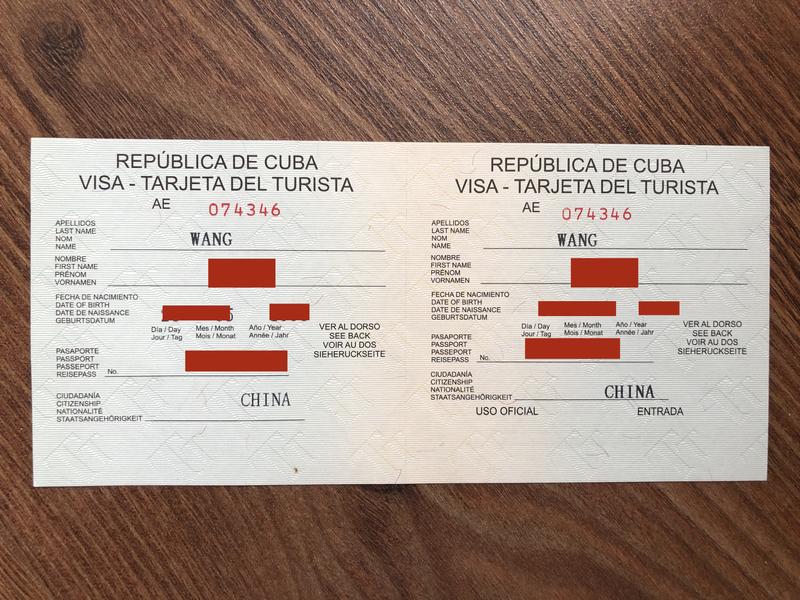 REPÚBLICA DE CUBA
VISA - TARJETA DEL TURISTA
AE 074346
APELLIDOS
LAST NAME
NOM
NAME
WANG
NOMBRE
FIRST NAME
PRÉNOM
VORNAMEN
FECHA DE NACIMIENTO
DATE OF BIRTH
DATE DE NAISSANCE
GEBURTSDATUM
Día / Day Mes / Month Año / Year
Jour / Tag Mois / Monat Année / Jahr
VER AL DORSO
SEE BACK
VOIR AU DOS
SIEHERUCKSEITE
PASAPORTE
PASSPORT
PASSEPORT
REISEPASS
No.
CIUDADANÍA
CITIZENSHIP
NATIONALITÉ
STAATSANGEHÖRIGKEIT
CHINA
REPÚBLICA DE CUBA
VISA - TARJETA DEL TURISTA
AE 074346
APELLIDOS
LAST NAME
NOM
NAME
WANG
NOMBRE
FIRST NAME
PRÉNOM
VORNAMEN
FECHA DE NACIMIENTO
DATE OF BIRTH
DATE DE NAISSANCE
GEBURTSDATUM
Día / Day Mes / Month Año / Year
Jour / Tag Mois / Monat Année / Jahr
VER AL DORSO
SEE BACK
VOIR AU DOS
SIEHERUCKSEITE
PASAPORTE
PASSPORT
PASSEPORT
REISEPASS
No.
CIUDADANÍA
CITIZENSHIP
NATIONALITÉ
STAATSANGEHÖRIGKEIT
CHINA
USO OFICIAL ENTRADA